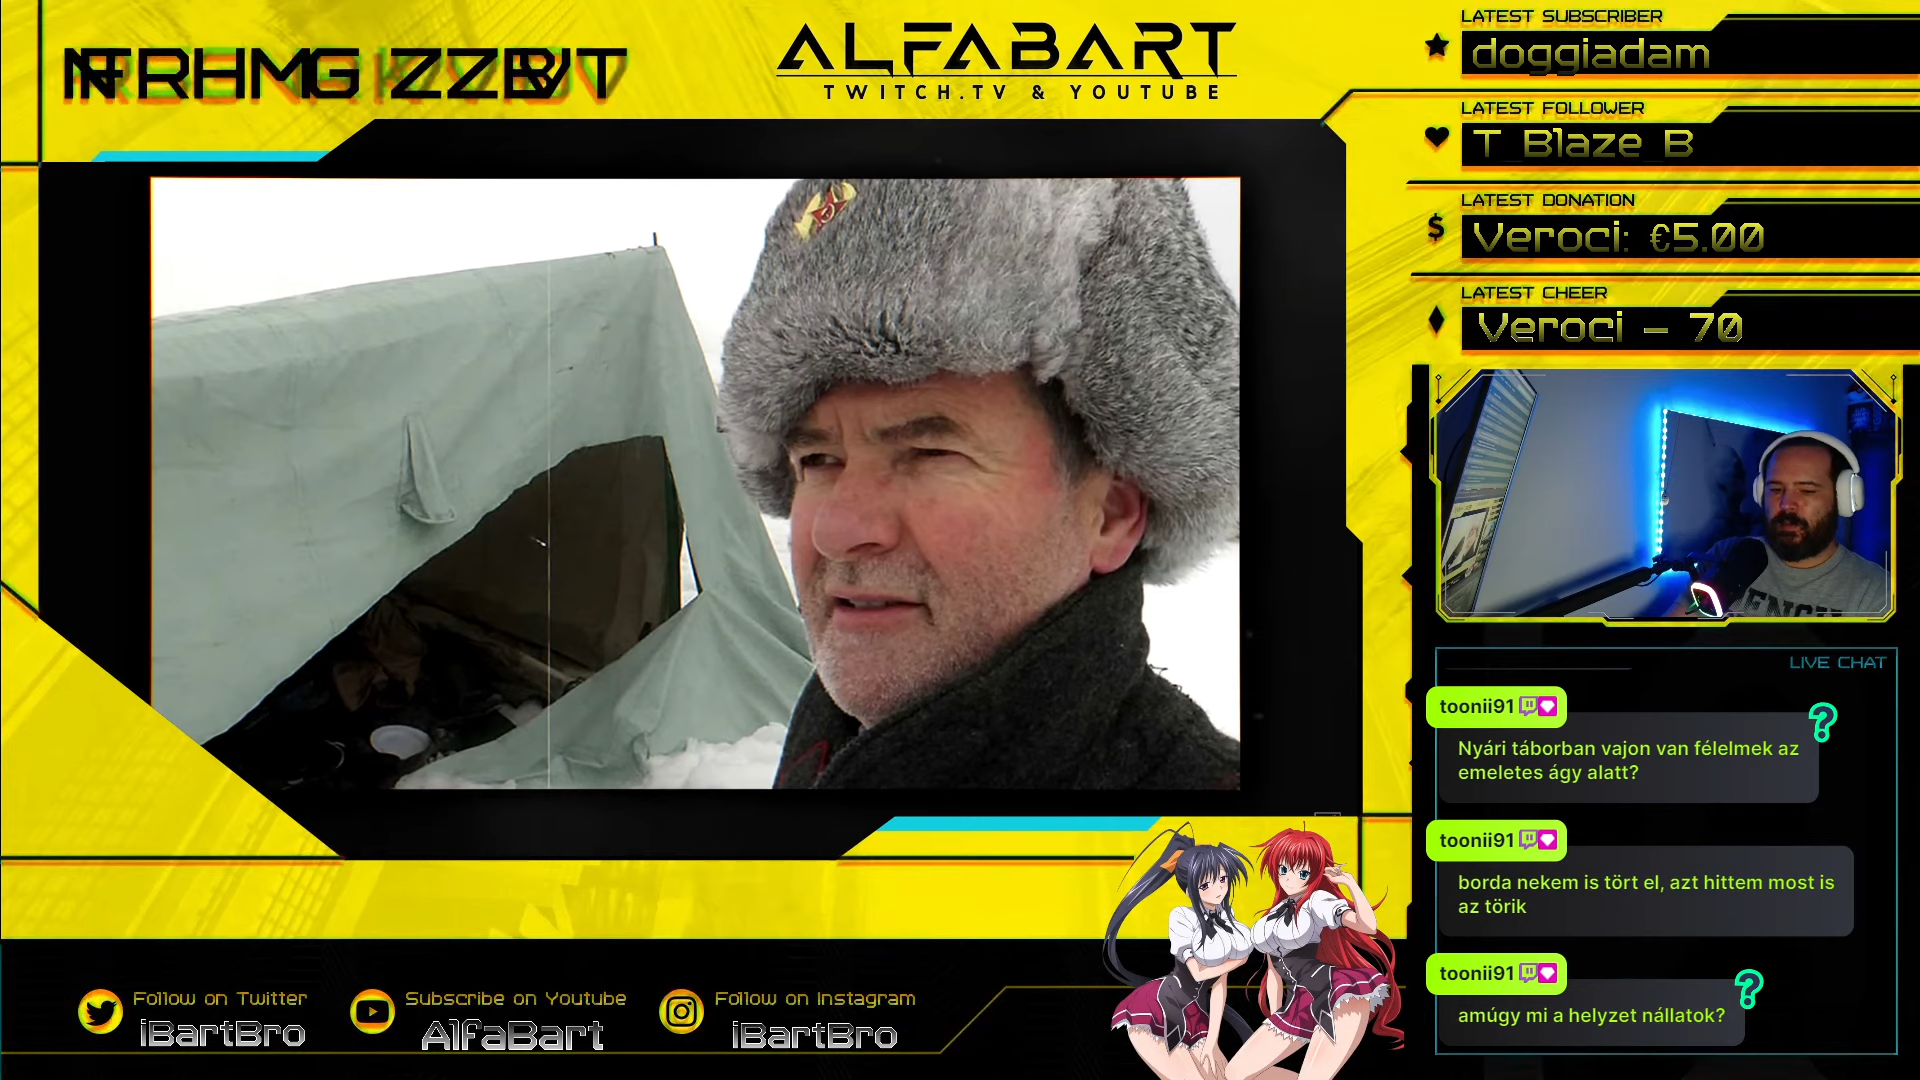 ALFABART
TWITCH.TV & YOUTUBE
LATEST SUBSCRIBER
doggiadam
LATEST FOLLOWER
T_Blaze_B
LATEST DONATION
Veroci: €5.00
LATEST CHEER
Veroci - 70
LIVE CHAT
toonii91
Nyári táborban vajon van félelmek az
emeletes ágy alatt?
toonii91
borda nekem is tört el, azt hittem most is
az törik
toonii91
amúgy mi a helyzet nállatok?
Follow on Twitter
iBartBro
Subscribe on Youtube
AlfaBart
Follow on Instagram
iBartBro